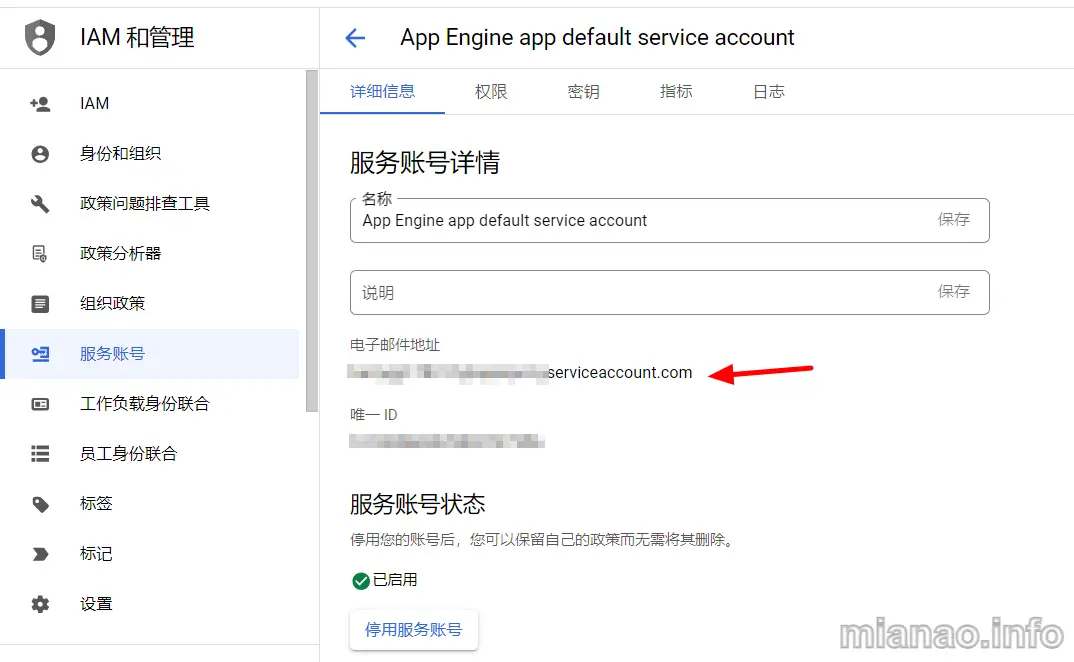 IAM 和管理
IAM
身份和组织
政策问题排查工具
政策分析器
组织政策
服务账号
工作负载身份联合
员工身份联合
标签
标记
设置
App Engine app default service account
详细信息 权限 密钥 指标 日志
服务账号详情
名称
App Engine app default service account 保存
说明 保存
电子邮件地址
serviceaccount.com
唯一 ID
服务账号状态
停用您的账号后，您可以保留自己的政策而无需将其删除。
已启用
停用服务账号
mianao.info